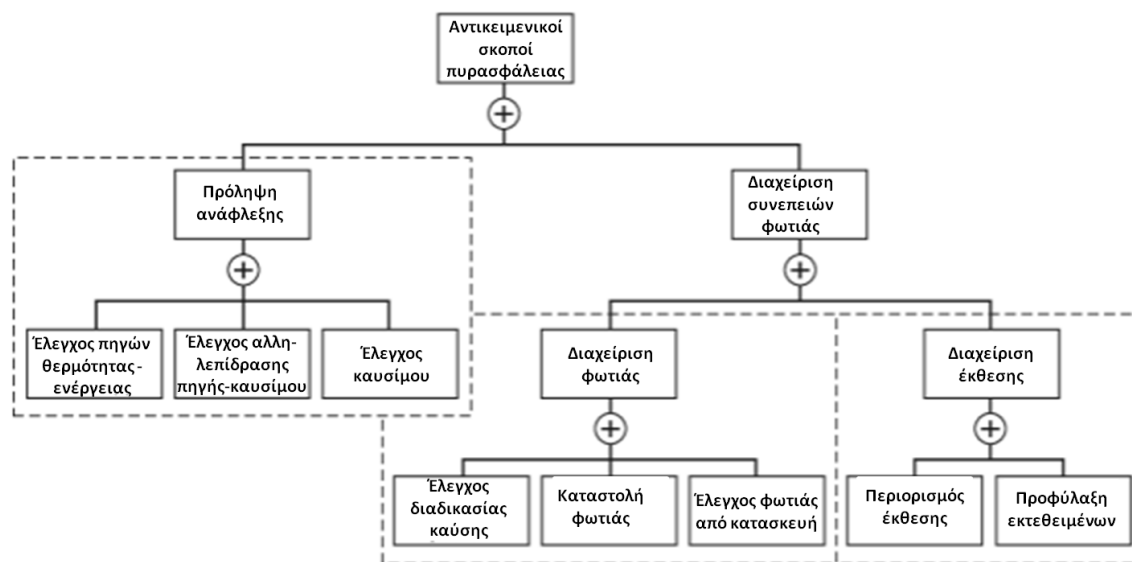 Αντικειμενικοί
σκοποί
πυρασφάλειας
+
Πρόληψη
ανάφλεξης
Διαχείριση
συνεπειών
φωτιάς
+
+
Έλεγχος πηγών
θερμότητας-
ενέργειας
Έλεγχος αλλη-
λεπίδρασης
πηγής-καυσίμου
Έλεγχος
καυσίμου
Διαχείριση
φωτιάς
Διαχείριση
έκθεσης
+
+
Έλεγχος
διαδικασίας
καύσης
Καταστολή
φωτιάς
Έλεγχος φωτιάς
από κατασκευή
Περιορισμός
έκθεσης
Προφύλαξη
εκτεθειμένων